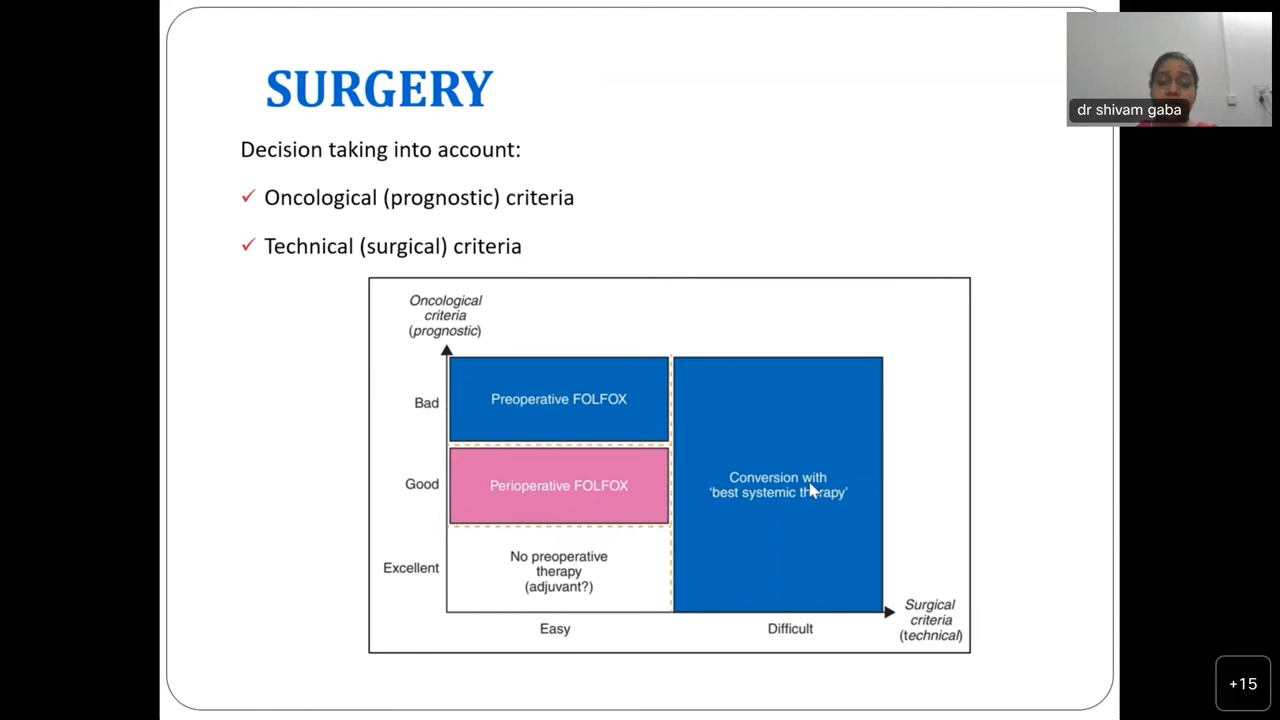 SURGERY
dr shivam gaba
Decision taking into account:
✓ Oncological (prognostic) criteria
✓ Technical (surgical) criteria
Oncological
criteria
(prognostic)
Bad
Preoperative FOLFOX
Good
Perioperative FOLFOX
Conversion with
‘best systemic therapy’
Excellent
No preoperative
therapy
(adjuvant?)
Easy
Difficult
Surgical
criteria
(technical)
+15